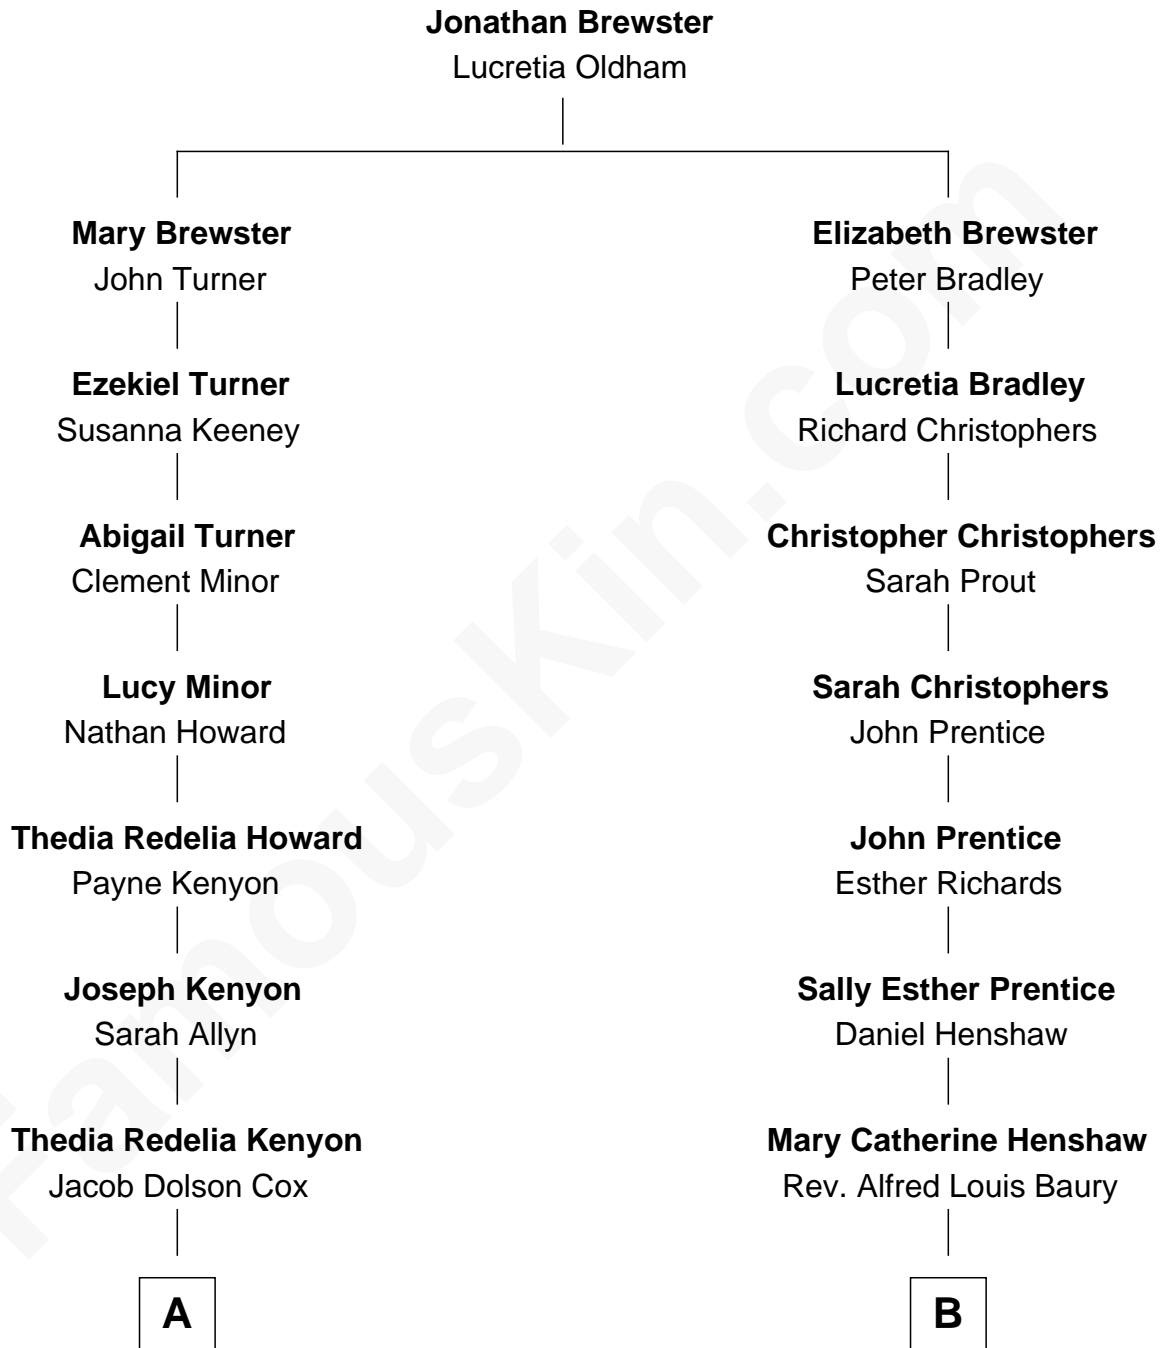 Jonathan Brewster
Lucretia Oldham
Mary Brewster
John Turner
Elizabeth Brewster
Peter Bradley
Ezekiel Turner
Susanna Keeney
Lucretia Bradley
Richard Christophers
Abigail Turner
Clement Minor
Christopher Christophers
Sarah Prout
Lucy Minor
Nathan Howard
Sarah Christophers
John Prentice
Thedia Redelia Howard
Payne Kenyon
John Prentice
Esther Richards
Joseph Kenyon
Sarah Allyn
Sally Esther Prentice
Daniel Henshaw
Thedia Redelia Kenyon
Jacob Dolson Cox
Mary Catherine Henshaw
Rev. Alfred Louis Baury
A
B
FamousKin.com